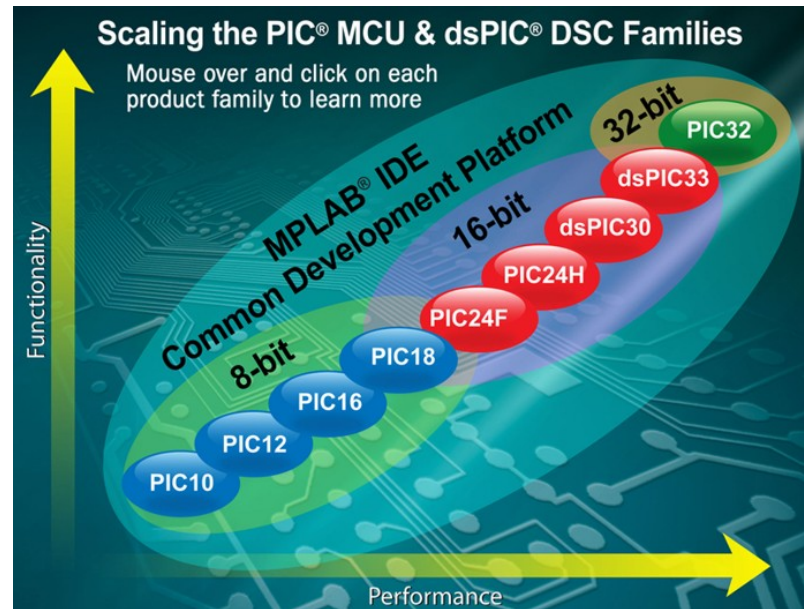 Scaling the PIC® MCU & dsPIC® DSC Families
Mouse over and click on each
product family to learn more
Functionality
MPLAB® IDE
Common Development Platform
32-bit
PIC32
dsPIC33
16-bit
dsPIC30
PIC24H
PIC24F
8-bit
PIC18
PIC16
PIC12
PIC10
Performance